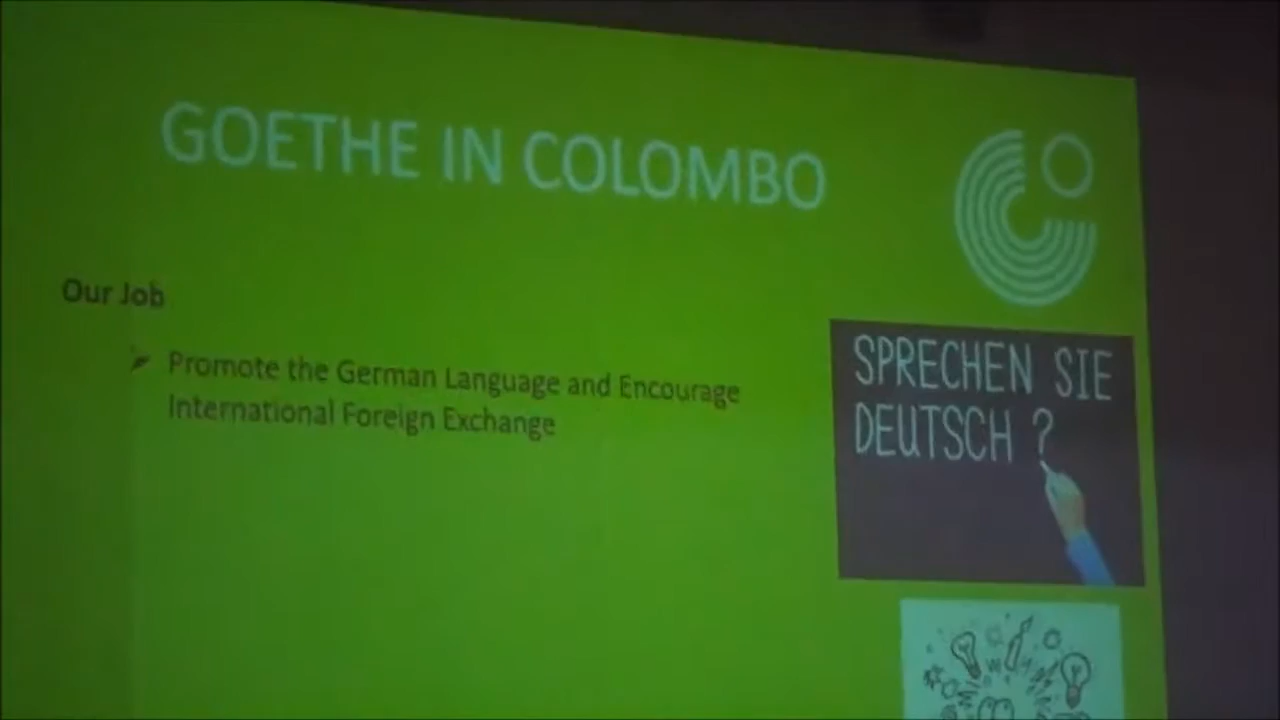 GOETHE IN COLOMBO
Our Job
Promote the German Language and Encourage
International Foreign Exchange
SPRECHEN SIE
DEUTSCH ?